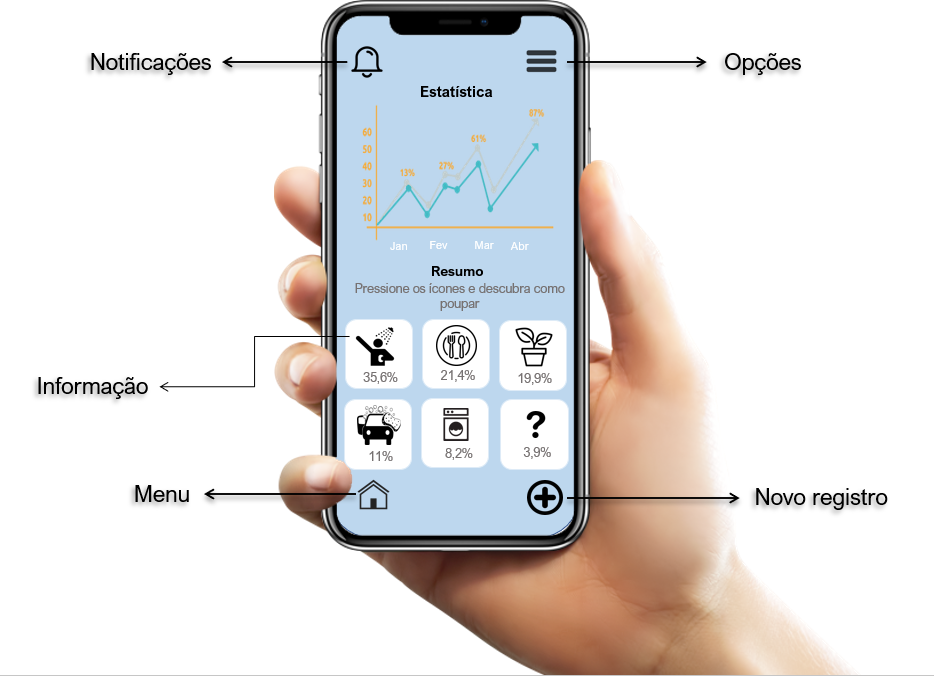 Notificações
Opções
Estatística
97%
60
61%
50
27%
40
13%
30
20
10
Jan Fev Mar Abr
Resumo
Pressione os ícones e descubra como
poupar
35,6% 21,4% 19,9%
Informação
11% 8,2% 3,9%
?
Menu
Novo registro